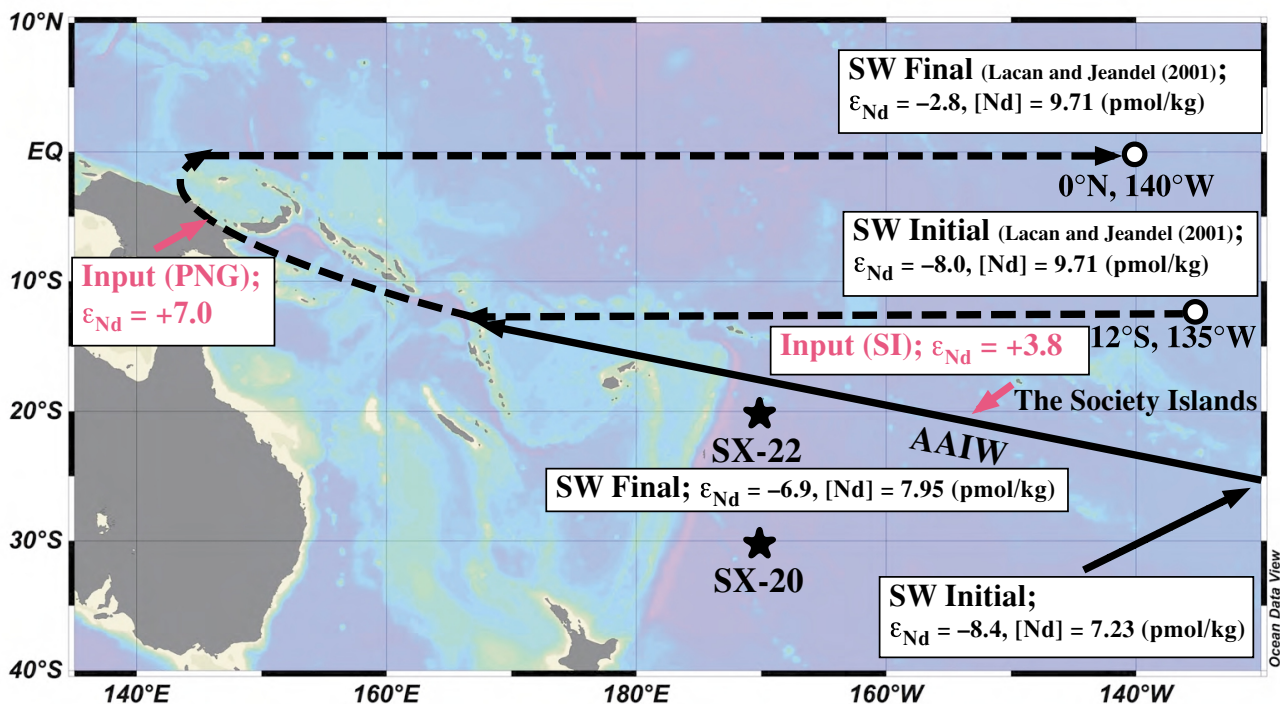 10°N
SW Final (Lacan and Jeandel (2001);
εNd = −2.8, [Nd] = 9.71 (pmol/kg)
EQ
0°N, 140°W
SW Initial (Lacan and Jeandel (2001);
εNd = −8.0, [Nd] = 9.71 (pmol/kg)
10°S
Input (PNG);
εNd = +7.0
12°S, 135°W
Input (SI); εNd = +3.8
The Society Islands
20°S
SX-22
AAIW
SW Final; εNd = −6.9, [Nd] = 7.95 (pmol/kg)
30°S
SX-20
SW Initial;
εNd = −8.4, [Nd] = 7.23 (pmol/kg)
Ocean Data View
40°S
140°E
160°E
180°E
160°W
140°W